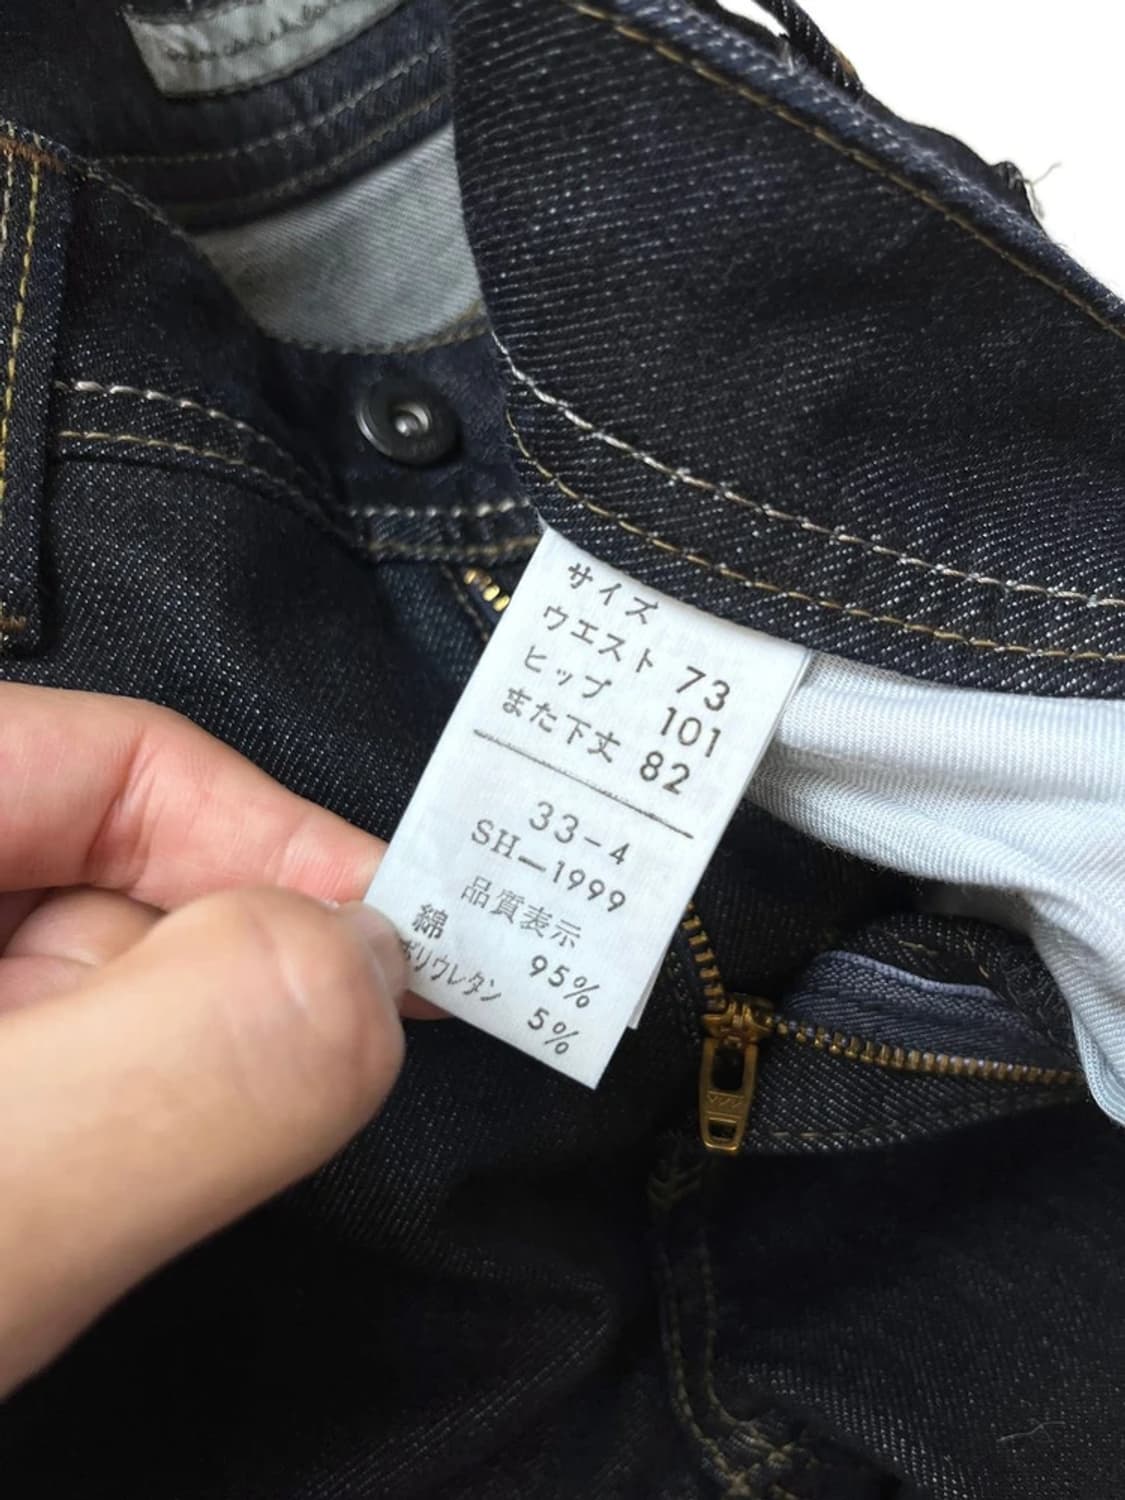 サイズ
ウエスト 73
ヒップ 101
また下丈 82
33-4
SH-1999
品質表示
綿 95%
ポリウレタン 5%